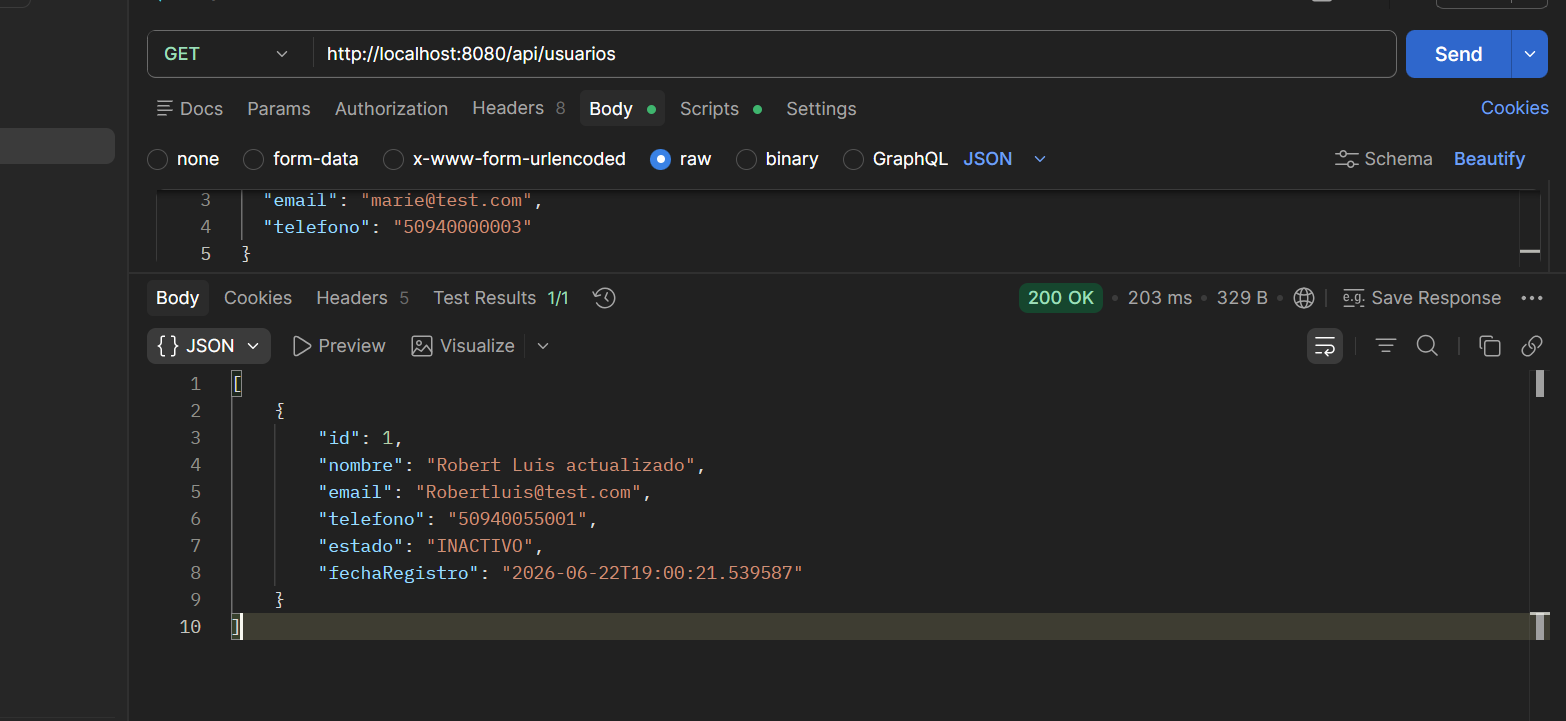 GET http://localhost:8080/api/usuarios Send
Docs Params Authorization Headers 8 Body Scripts Settings Cookies
none form-data x-www-form-urlencoded raw binary GraphQL JSON Schema Beautify
3 "email": "marie@test.com",
4 "telefono": "50940000003"
5 }
Body Cookies Headers 5 Test Results 1/1 200 OK 203 ms 329 B e.g. Save Response
{} JSON Preview Visualize
1 [
2 {
3 "id": 1,
4 "nombre": "Robert Luis actualizado",
5 "email": "Robertluis@test.com",
6 "telefono": "50940055001",
7 "estado": "INACTIVO",
8 "fechaRegistro": "2026-06-22T19:00:21.539587"
9 }
10 ]